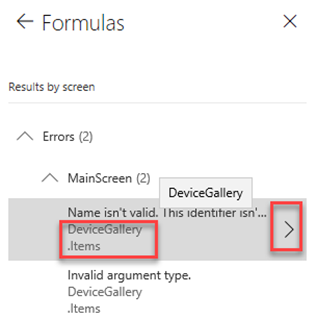 Formulas
Results by screen
Errors (2)
MainScreen (2)
DeviceGallery
Name isn't valid. This identifier isn'...
DeviceGallery
.Items
Invalid argument type.
DeviceGallery
.Items